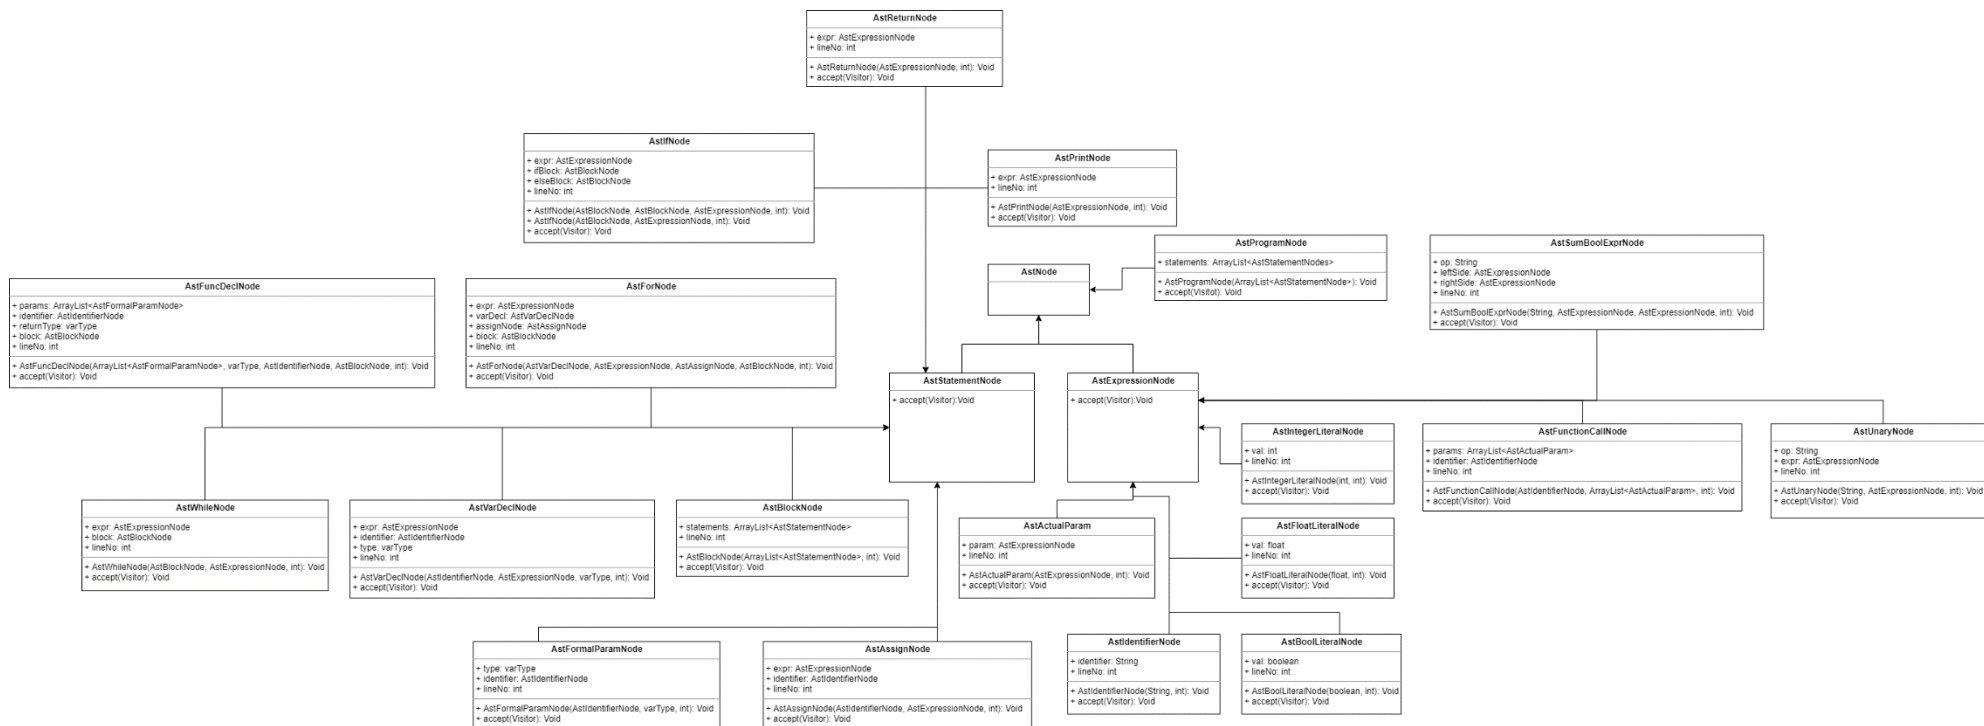 AstReturnNode
+ expr: AstExpressionNode
+ lineNo: int
+ AstReturnNode(AstExpressionNode, int): Void
+ accept(Visitor): Void
AstIfNode
+ expr: AstExpressionNode
+ ifBlock: AstBlockNode
+ elseBlock: AstBlockNode
+ lineNo: int
+ AstIfNode(AstBlockNode, AstBlockNode, AstExpressionNode, int): Void
+ AstIfNode(AstBlockNode, AstExpressionNode, int): Void
+ accept(Visitor): Void
AstPrintNode
+ expr: AstExpressionNode
+ lineNo: int
+ AstPrintNode(AstExpressionNode, int): Void
+ accept(Visitor): Void
AstProgramNode
+ statements: ArrayList<AstStatementNodes>
+ AstProgramNode(ArrayList<AstStatementNode>): Void
+ accept(Visitot): Void
AstSumBoolExprNode
+ op: String
+ leftSide: AstExpressionNode
+ rightSide: AstExpressionNode
+ lineNo: int
+ AstSumBoolExprNode(String, AstExpressionNode, AstExpressionNode, int): Void
+ accept(Visitor): Void
AstNode
AstFuncDeclNode
+ params: ArrayList<AstFormalParamNode>
+ identifier: AstIdentifierNode
+ returnType: varType
+ block: AstBlockNode
+ lineNo: int
+ AstFuncDeclNode(ArrayList<AstFormalParamNode>, varType, AstIdentifierNode, AstBlockNode, int): Void
+ accept(Visitor): Void
AstForNode
+ expr: AstExpressionNode
+ varDecl: AstVarDeclNode
+ assignNode: AstAssignNode
+ block: AstBlockNode
+ lineNo: int
+ AstForNode(AstVarDeclNode, AstExpressionNode, AstAssignNode, AstBlockNode, int): Void
+ accept(Visitor): Void
AstStatementNode
+ accept(Visitor):Void
AstExpressionNode
+ accept(Visitor):Void
AstIntegerLiteralNode
+ val: int
+ lineNo: int
+ AstIntegerLiteralNode(int, int): Void
+ accept(Visitor): Void
AstFunctionCallNode
+ params: ArrayList<AstActualParam>
+ identifier: AstIdentifierNode
+ lineNo: int
+ AstFunctionCallNode(AstIdentifierNode, ArrayList<AstActualParam>, int): Void
+ accept(Visitor): Void
AstUnaryNode
+ op: String
+ expr: AstExpressionNode
+ lineNo: int
+ AstUnaryNode(String, AstExpressionNode, int): Void
+ accept(Visitor): Void
AstWhileNode
+ expr: AstExpressionNode
+ block: AstBlockNode
+ lineNo: int
+ AstWhileNode(AstBlockNode, AstExpressionNode, int): Void
+ accept(Visitor): Void
AstVarDeclNode
+ expr: AstExpressionNode
+ identifier: AstIdentifierNode
+ type: varType
+ lineNo: int
+ AstVarDeclNode(AstIdentifierNode, AstExpressionNode, varType, int): Void
+ accept(Visitor): Void
AstBlockNode
+ statements: ArrayList<AstStatementNode>
+ lineNo: int
+ AstBlockNode(ArrayList<AstStatementNode>, int): Void
+ accept(Visitor): Void
AstActualParam
+ param: AstExpressionNode
+ lineNo: int
+ AstActualParam(AstExpressionNode, int): Void
+ accept(Visitor): Void
AstFloatLiteralNode
+ val: float
+ lineNo: int
+ AstFloatLiteralNode(float, int): Void
+ accept(Visitor): Void
AstFormalParamNode
+ type: varType
+ identifier: AstIdentifierNode
+ lineNo: int
+ AstFormalParamNode(AstIdentifierNode, varType, int): Void
+ accept(Visitor): Void
AstAssignNode
+ expr: AstExpressionNode
+ identifier: AstIdentifierNode
+ lineNo: int
+ AstAssignNode(AstIdentifierNode, AstExpressionNode, int): Void
+ accept(Visitor): Void
AstIdentifierNode
+ identifier: String
+ lineNo: int
+ AstIdentifierNode(String, int): Void
+ accept(Visitor): Void
AstBoolLiteralNode
+ val: boolean
+ lineNo: int
+ AstBoolLiteralNode(boolean, int): Void
+ accept(Visitor): Void